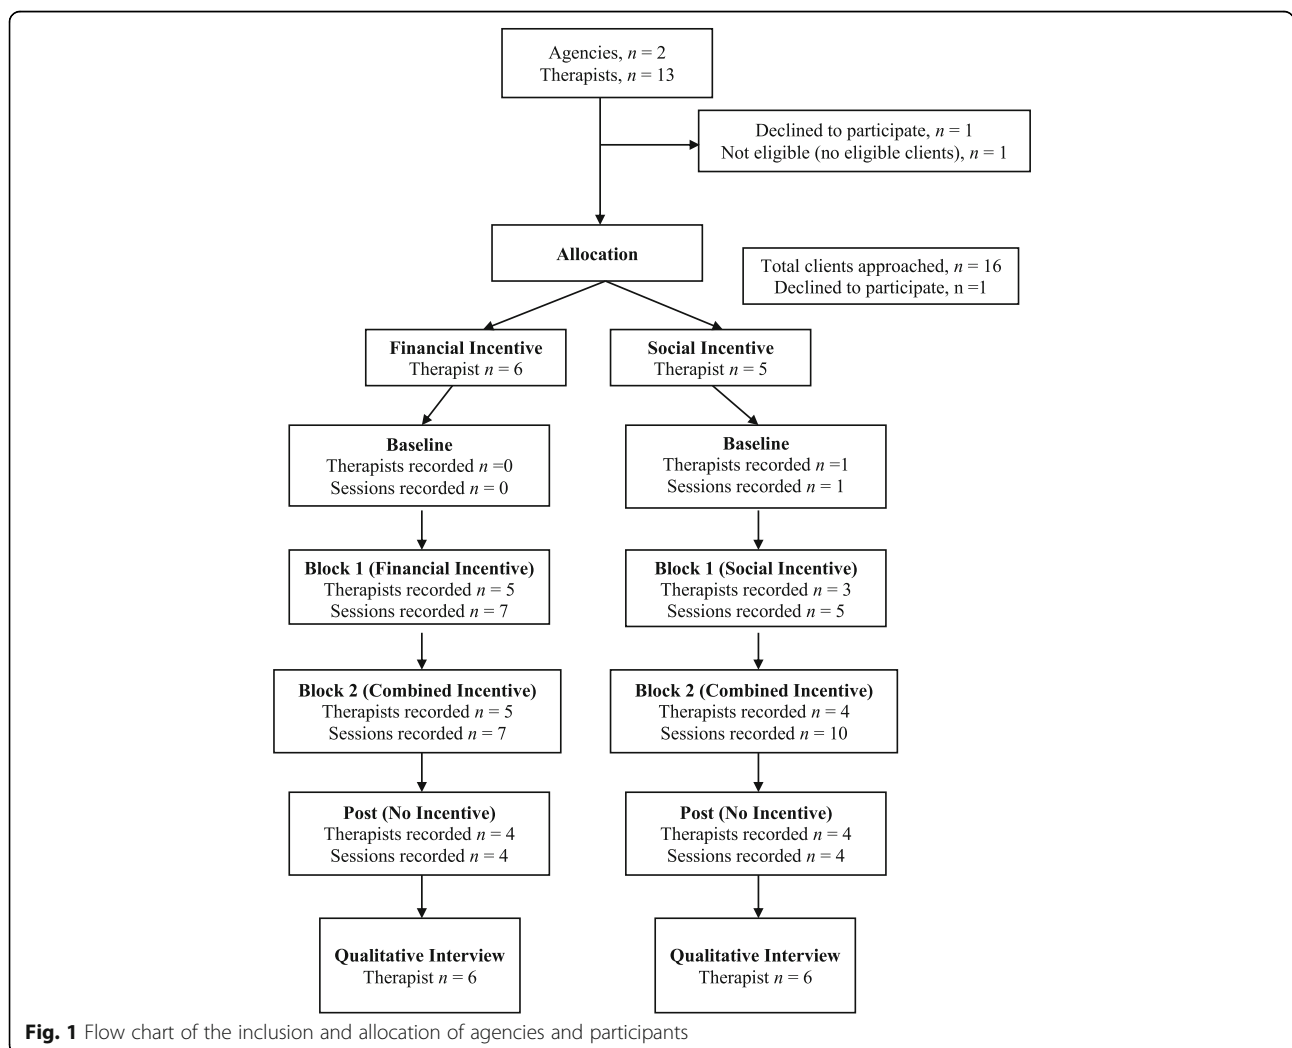 Agencies, n = 2
Therapists, n = 13
Declined to participate, n = 1
Not eligible (no eligible clients), n = 1
Allocation
Total clients approached, n = 16
Declined to participate, n =1
Financial Incentive
Therapist n = 6
Social Incentive
Therapist n = 5
Baseline
Therapists recorded n =0
Sessions recorded n = 0
Baseline
Therapists recorded n =1
Sessions recorded n = 1
Block 1 (Financial Incentive)
Therapists recorded n = 5
Sessions recorded n = 7
Block 1 (Social Incentive)
Therapists recorded n = 3
Sessions recorded n = 5
Block 2 (Combined Incentive)
Therapists recorded n = 5
Sessions recorded n = 7
Block 2 (Combined Incentive)
Therapists recorded n = 4
Sessions recorded n = 10
Post (No Incentive)
Therapists recorded n = 4
Sessions recorded n = 4
Post (No Incentive)
Therapists recorded n = 4
Sessions recorded n = 4
Qualitative Interview
Therapist n = 6
Qualitative Interview
Therapist n = 6
Fig. 1 Flow chart of the inclusion and allocation of agencies and participants